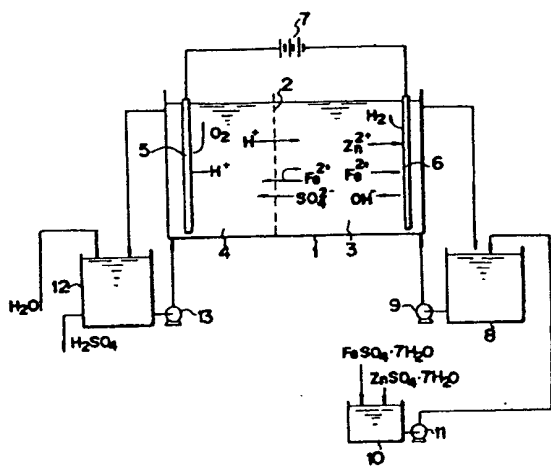 7
2
5
O2
H+
H+
Fe2+
SO4 2-
H2
Zn2+
Fe2+
OH-
6
4
1
3
12
H2O
H2SO4
13
9
8
FeSO4·7H2O
ZnSO4·7H2O
10
11